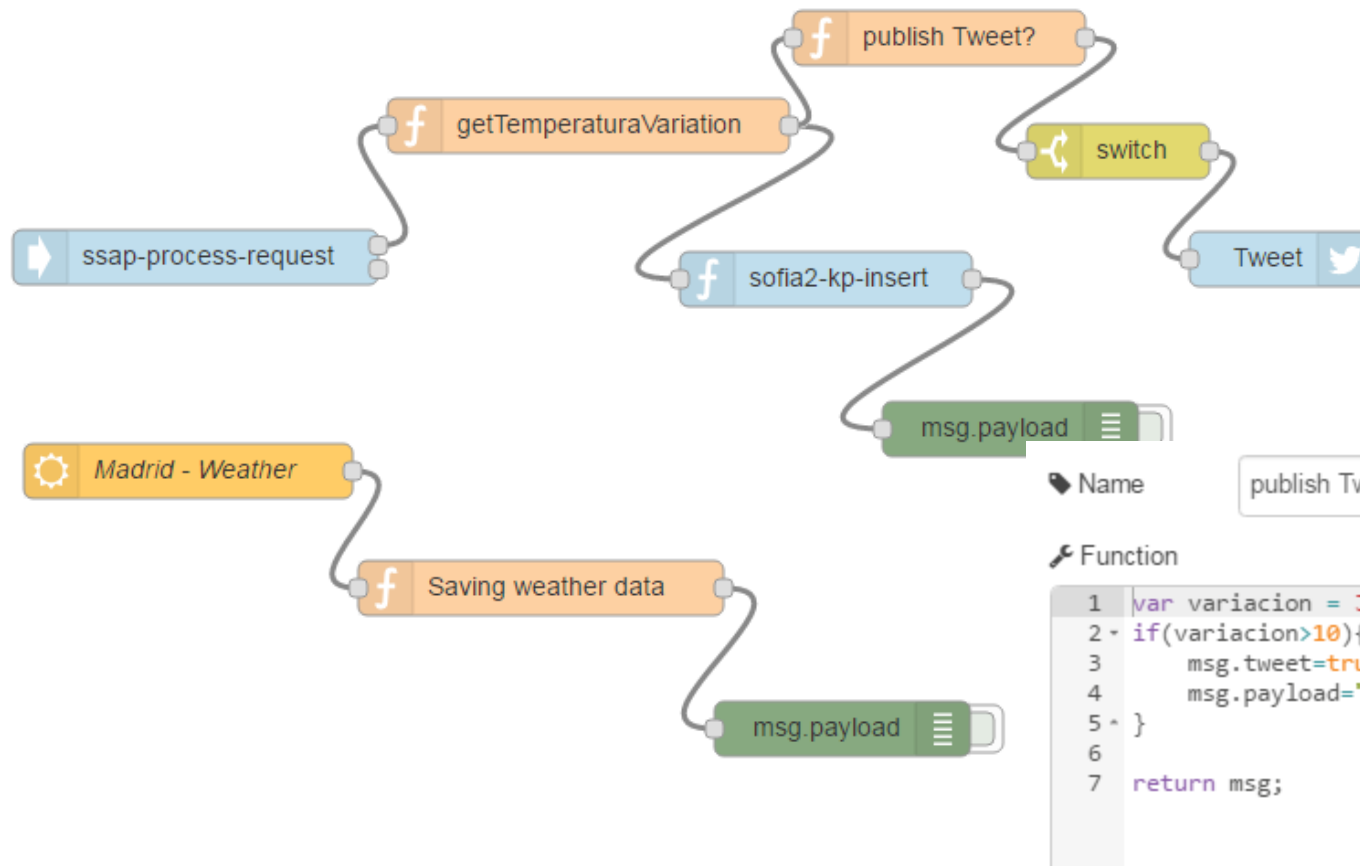 publish Tweet?
getTemperaturaVariation
switch
ssap-process-request
Tweet
sofia2-kp-insert
msg.payload
Madrid - Weather
Name
publish
Function
Saving weather data
1 var variacion =
2 if(variacion>10){
3 msg.tweet=
4 msg.payload="
5 }
6
7 return msg;
msg.payload